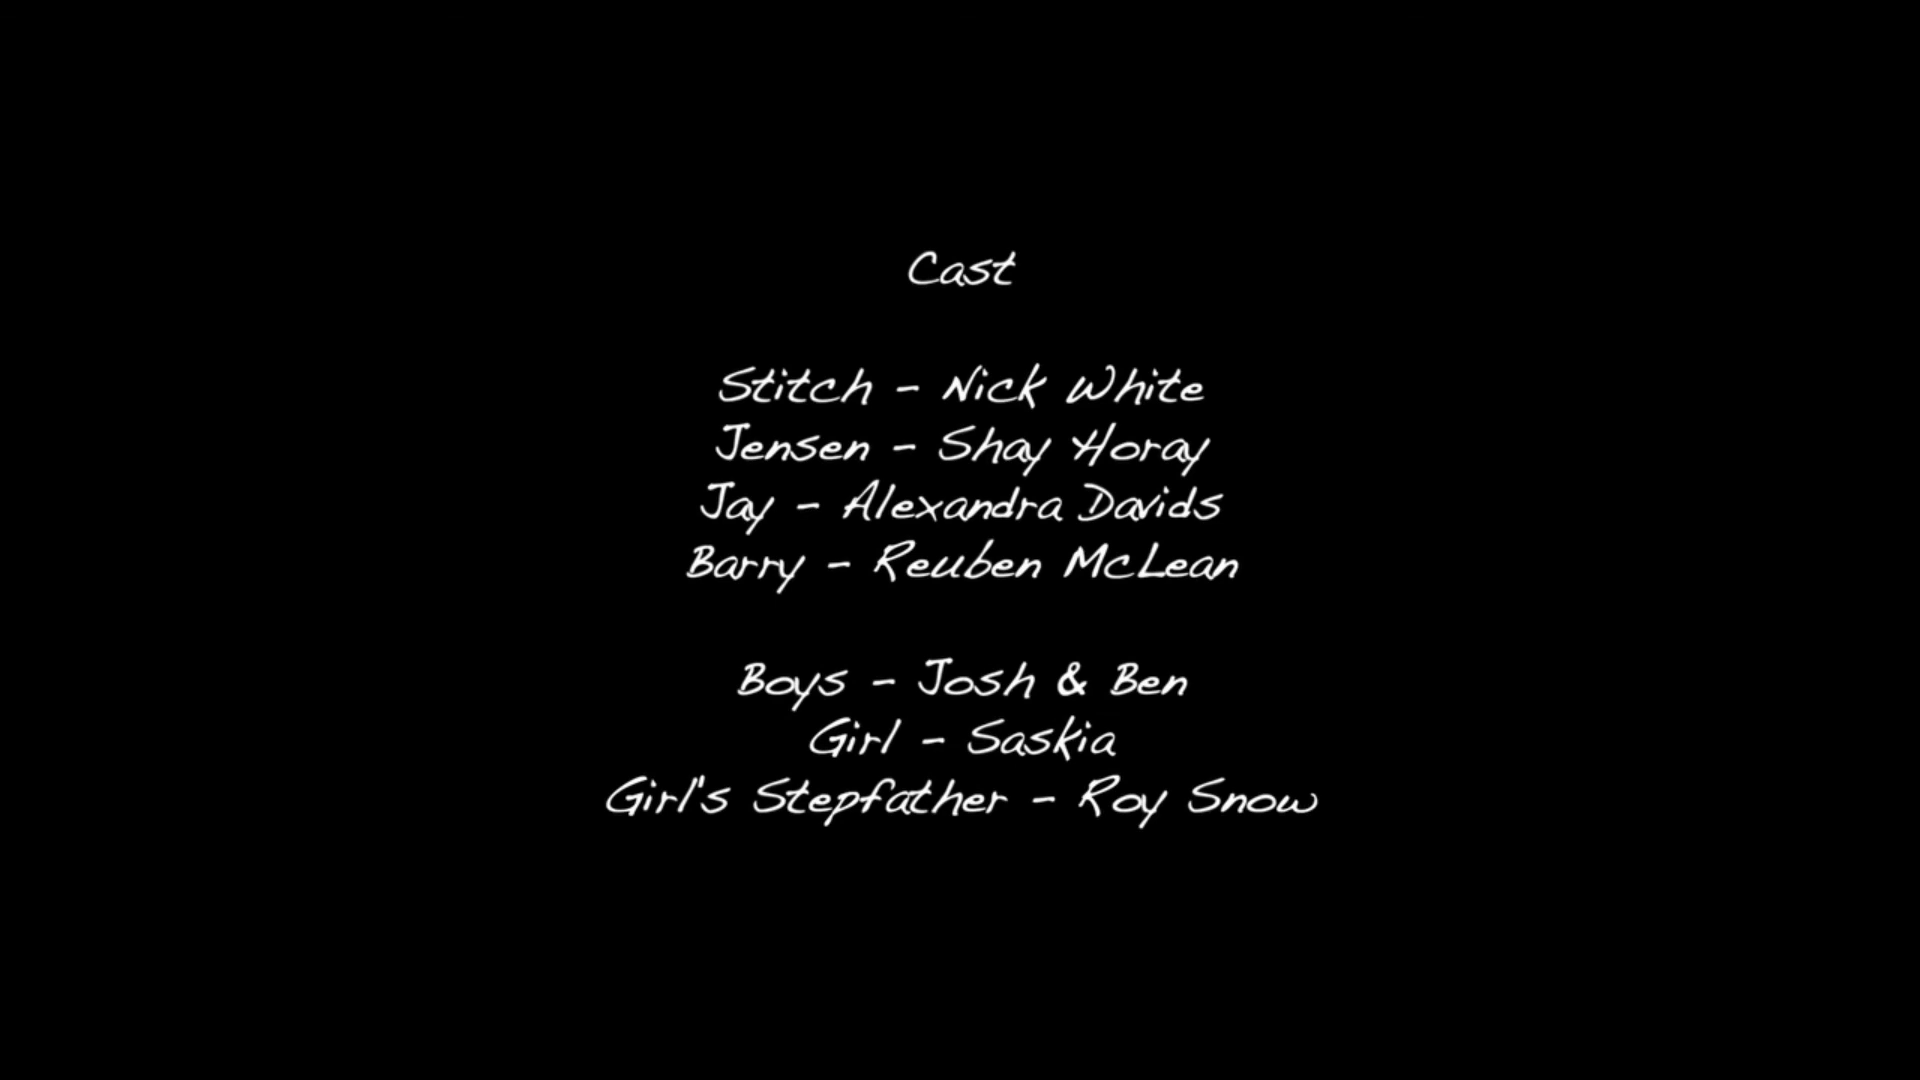 Cast
Stitch - Nick White
Jensen - Shay Horay
Jay - Alexandra Davids
Barry - Reuben McLean
Boys - Josh & Ben
Girl - Saskia
Girl's Stepfather - Roy Snow